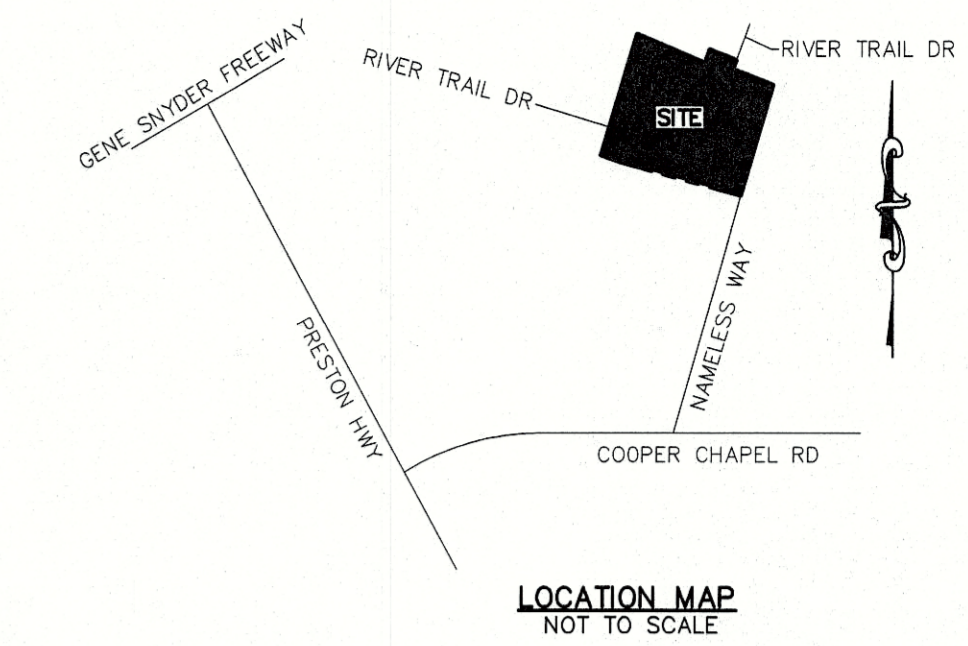 GENE SNYDER FREEWAY
RIVER TRAIL DR
RIVER TRAIL DR
SITE
PRESTON HWY
NAMELESS WAY
COOPER CHAPEL RD
LOCATION MAP
NOT TO SCALE